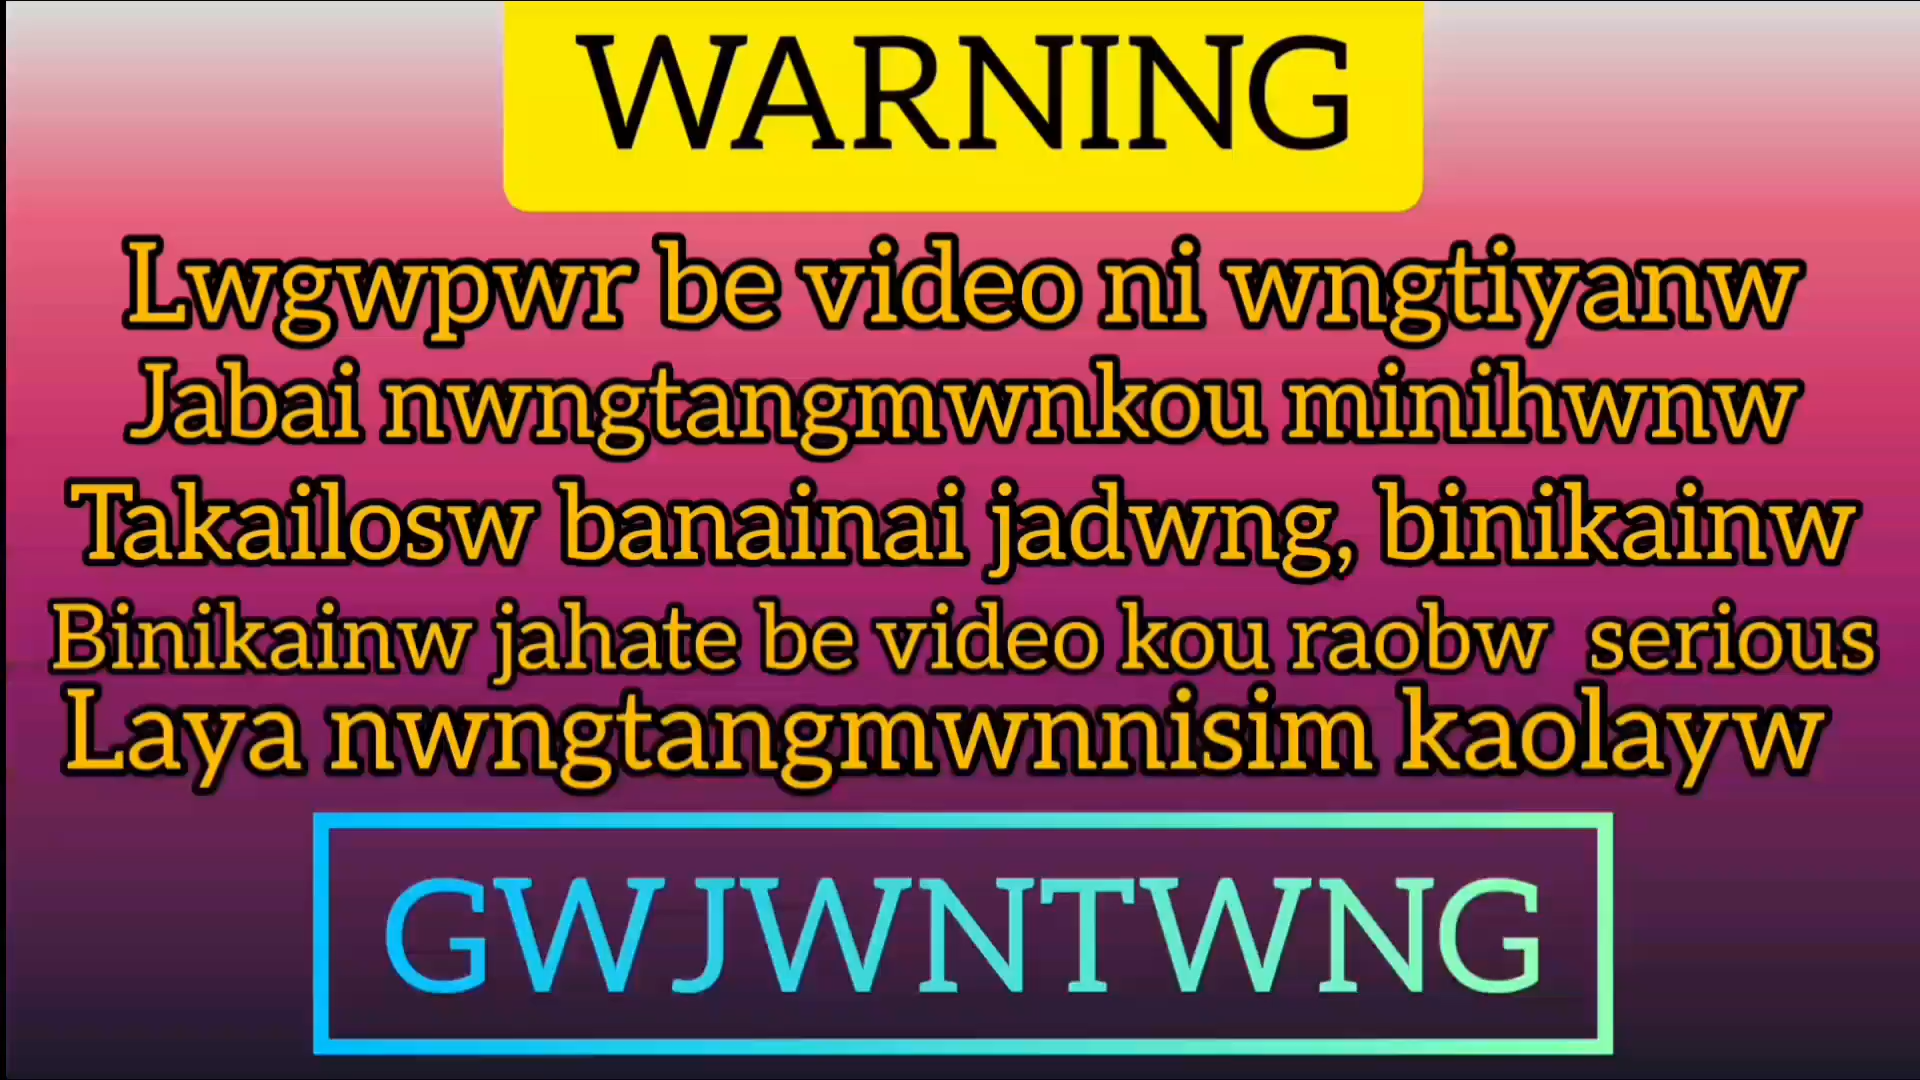 WARNING
Lwgwpwr be video ni wngtiyanw
Jabai nwngtangmwnkou minihwnw
Takailosw banainai jadwng, binikainw
Binikainw jahate be video kou raobw serious
Laya nwngtangmwnnisim kaolayw
GWJWNTWNG